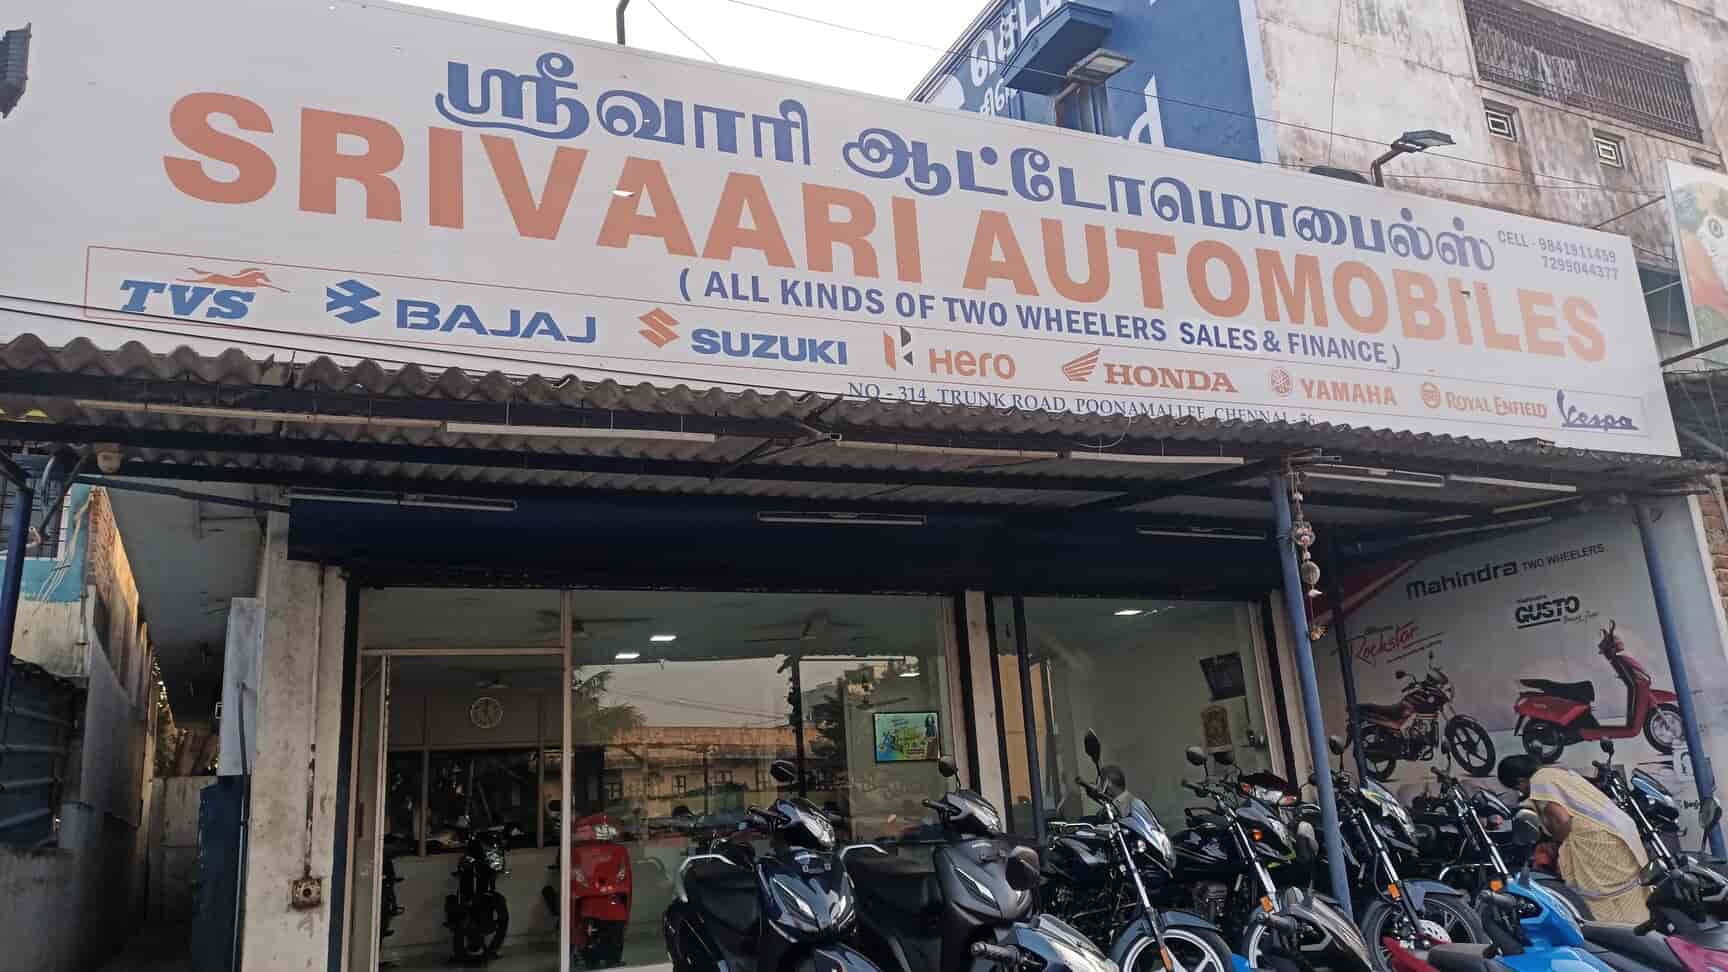 ஸ்ரீவாரி ஆட்டோமொபைல்ஸ்
SRIVAARI AUTOMOBILES
CELL - 9841911459
7299044377
( ALL KINDS OF TWO WHEELERS SALES & FINANCE )
TVS BAJAJ SUZUKI Hero HONDA YAMAHA ROYAL ENFIELD Vespa
NO - 314, TRUNK ROAD, POONAMALLEE, CHENNAI - 56
Mahindra TWO WHEELERS
GUSTO
Rockstar